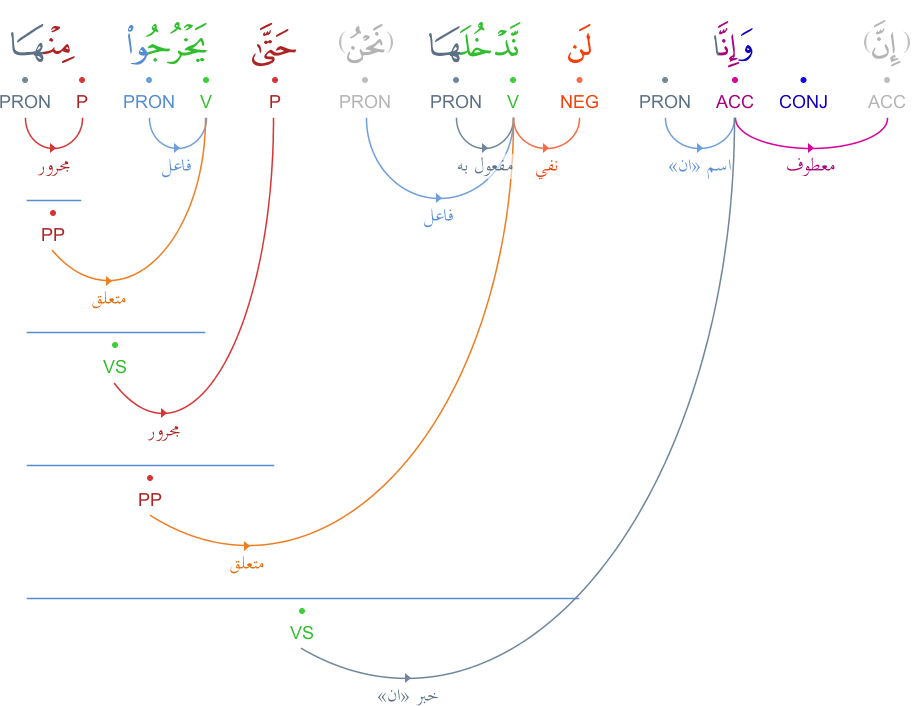 (إِنَّ) وَإِنَّا لَن نَّدْخُلَهَا (نَحْنُ) حَتَّىٰ يَخْرُجُوا۟ مِنْهَا
ACC CONJ ACC PRON NEG V PRON PRON P V PRON P PRON
معطوف اسم «ان» نفي مفعول به فاعل مجرور
فاعل
PP
متعلق
VS
مجرور
PP
متعلق
VS
خبر «ان»